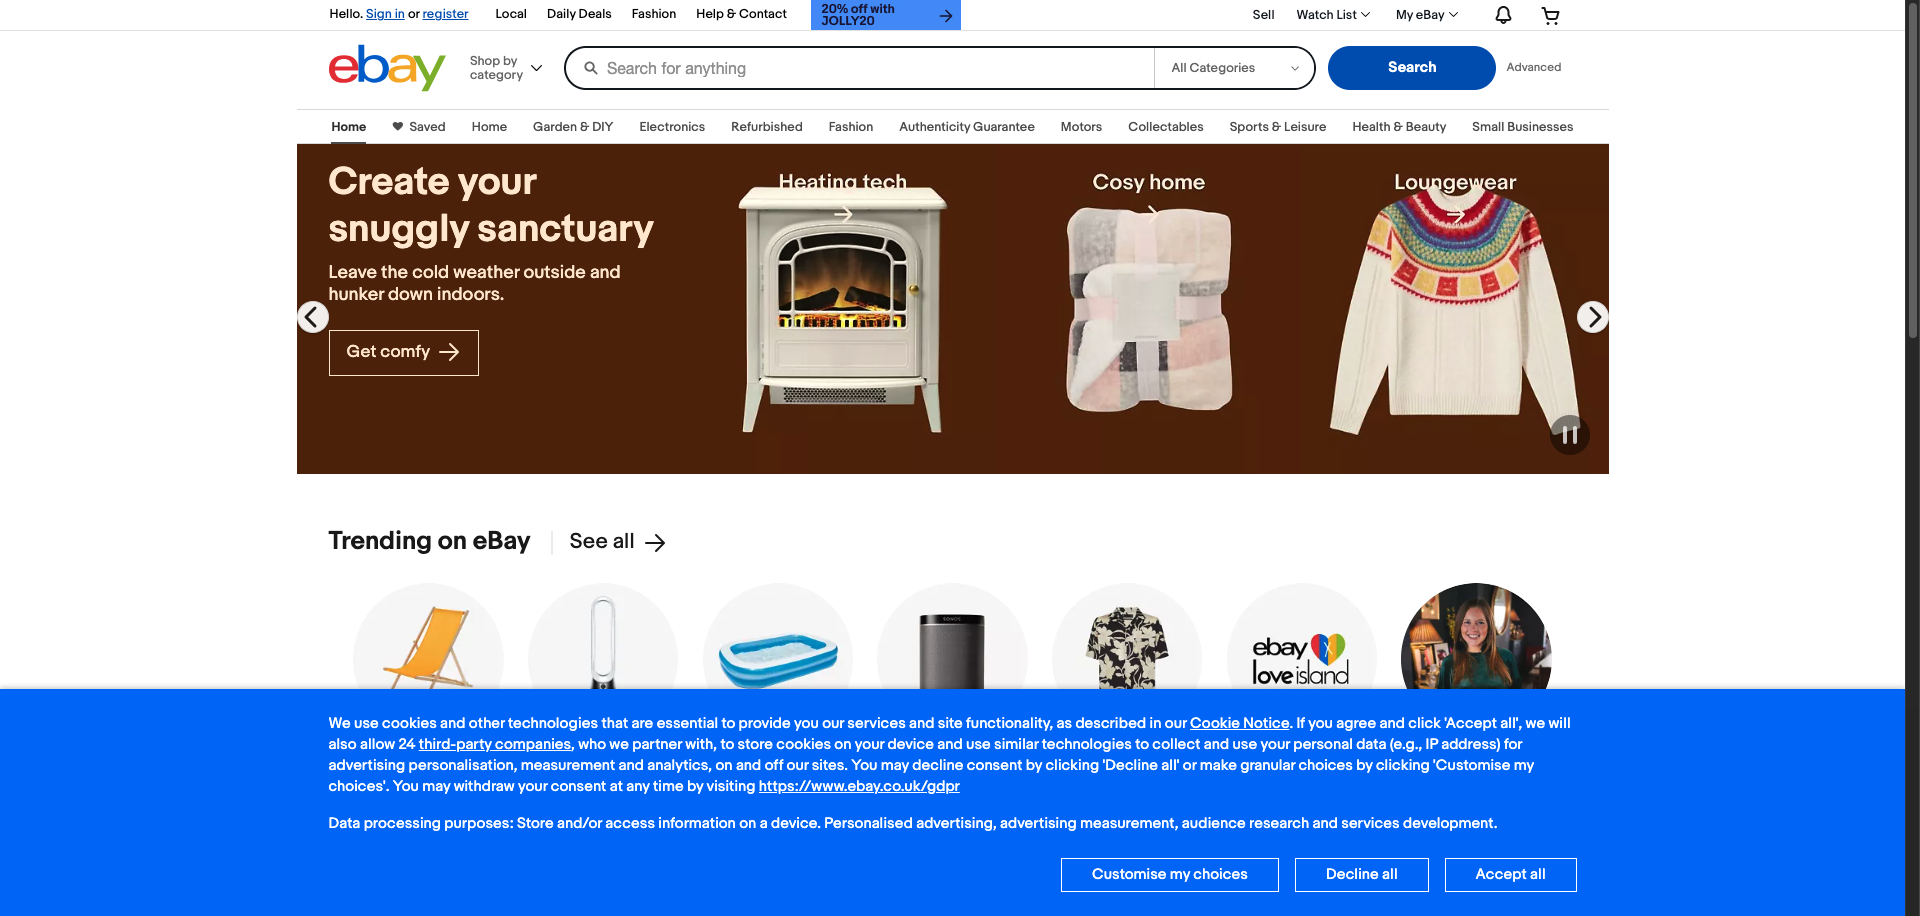 Hello. Sign in or register
Local
Daily Deals
Fashion
Help & Contact
20% off with
JOLLY20
Sell
Watch List
My eBay
ebay
Shop by
category
Search for anything
All Categories
Search
Advanced
Home
Saved
Home
Garden & DIY
Electronics
Refurbished
Fashion
Authenticity Guarantee
Motors
Collectables
Sports & Leisure
Health & Beauty
Small Businesses
Create your
snuggly sanctuary
Leave the cold weather outside and
hunker down indoors.
Get comfy
Heating tech
Cosy home
Loungewear
Trending on eBay
See all
SONOS
ebay
love island
We use cookies and other technologies that are essential to provide you our services and site functionality, as described in our Cookie Notice. If you agree and click 'Accept all', we will
also allow 24 third-party companies, who we partner with, to store cookies on your device and use similar technologies to collect and use your personal data (e.g., IP address) for
advertising personalisation, measurement and analytics, on and off our sites. You may decline consent by clicking 'Decline all' or make granular choices by clicking 'Customise my
choices'. You may withdraw your consent at any time by visiting https://www.ebay.co.uk/gdpr
Data processing purposes: Store and/or access information on a device. Personalised advertising, advertising measurement, audience research and services development.
Customise my choices
Decline all
Accept all